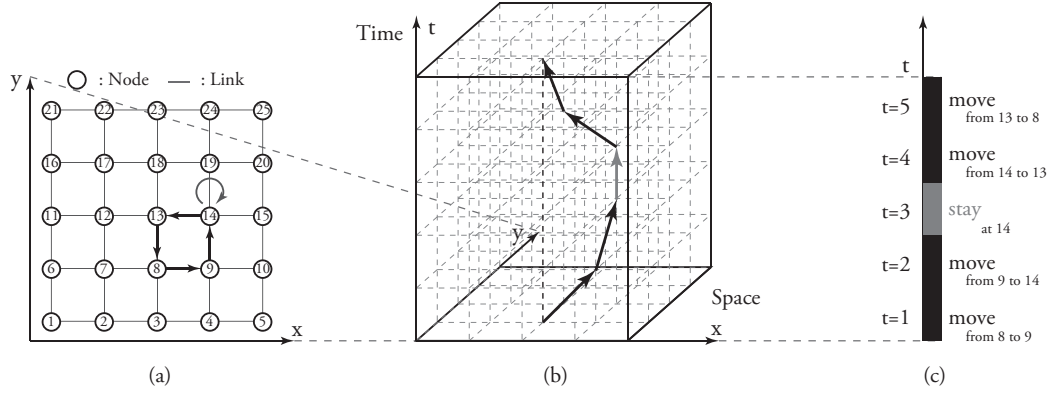 y
: Node — : Link
21 22 23 24 25
16 17 18 19 20
11 12 13 14 15
6 7 8 9 10
1 2 3 4 5
x
(a)
Time t
y
Space
x
(b)
t
t=5 move
from 13 to 8
t=4 move
from 14 to 13
t=3 stay
at 14
t=2 move
from 9 to 14
t=1 move
from 8 to 9
(c)